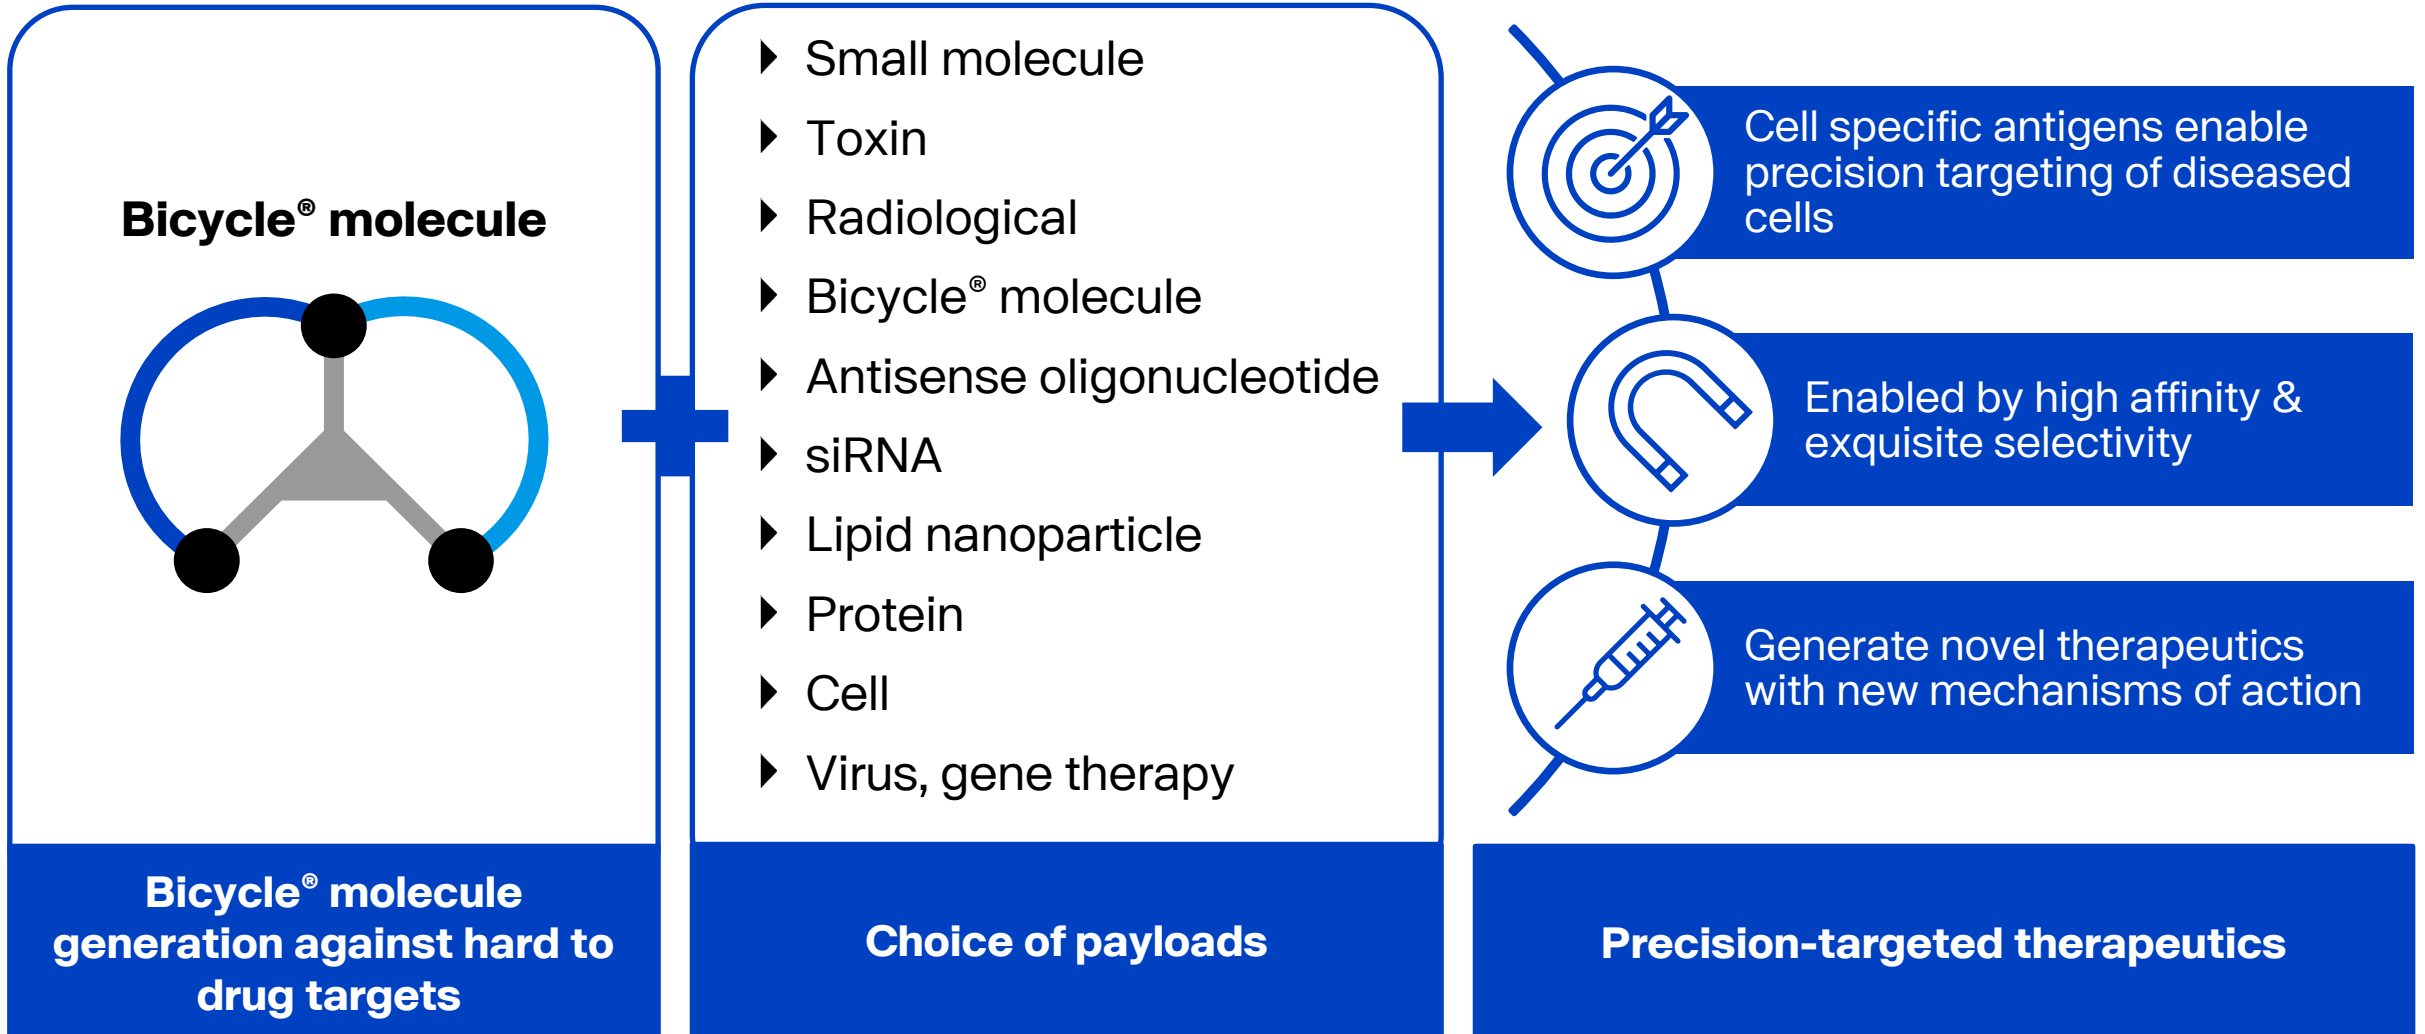 Bicycle® molecule
Bicycle® molecule
generation against hard to
drug targets
Small molecule
Toxin
Radiological
Bicycle® molecule
Antisense oligonucleotide
siRNA
Lipid nanoparticle
Protein
Cell
Virus, gene therapy
Choice of payloads
Cell specific antigens enable
precision targeting of diseased
cells
Enabled by high affinity &
exquisite selectivity
Generate novel therapeutics
with new mechanisms of action
Precision-targeted therapeutics